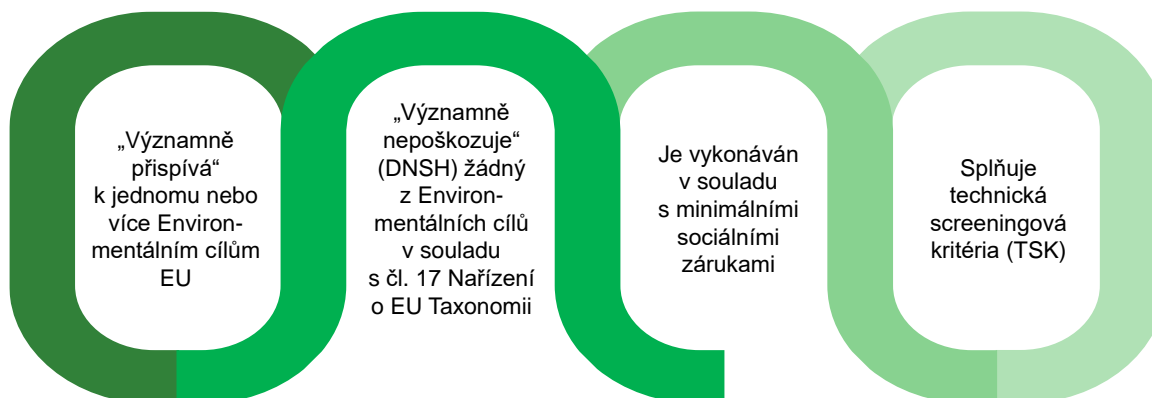 „Významně
přispívá“
k jednomu nebo
více Environ-
mentálním cílům
EU
„Významně
nepoškozuje“
(DNSH) žádný
z Environ-
mentálních cílů
v souladu
s čl. 17 Nařízení
o EU Taxonomii
Je vykonáván
v souladu
s minimálními
sociálními
zárukami
Splňuje
technická
screeningová
kritéria (TSK)